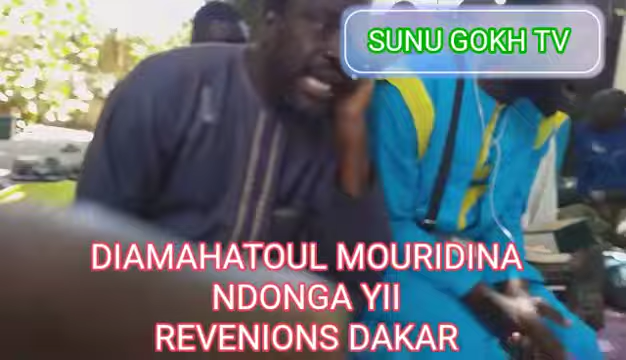 SUNU GOKH TV
DIAMAHATOUL MOURIDINA
NDONGA YII
REVENIONS DAKAR